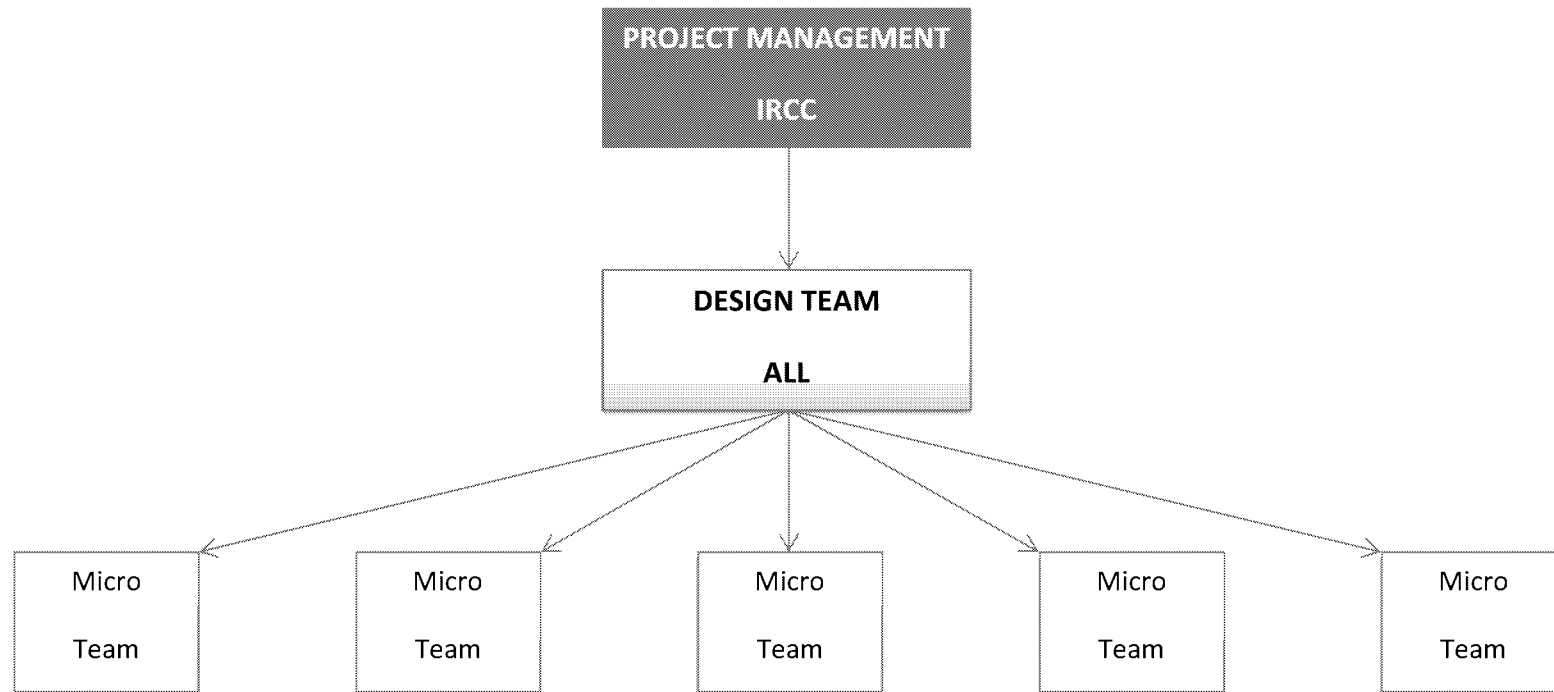 PROJECT MANAGEMENT
IRCC
DESIGN TEAM
ALL
Micro
Team
Micro
Team
Micro
Team
Micro
Team
Micro
Team